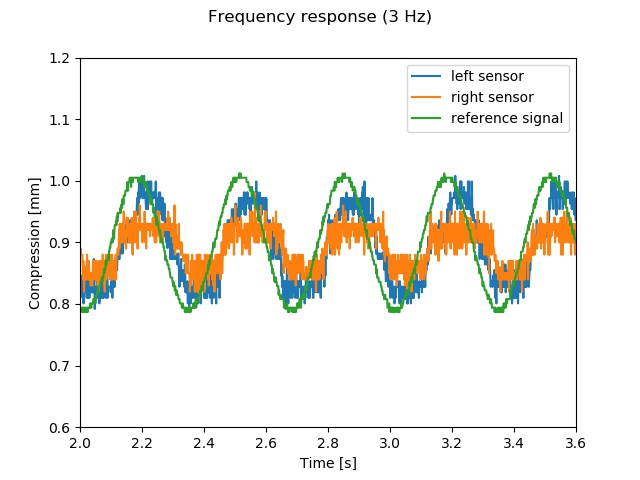 Frequency response (3 Hz)
1.2
left sensor
right sensor
reference signal
1.1
1.0
0.9
0.8
0.7
0.6
Compression [mm]
2.0 2.2 2.4 2.6 2.8 3.0 3.2 3.4 3.6
Time [s]